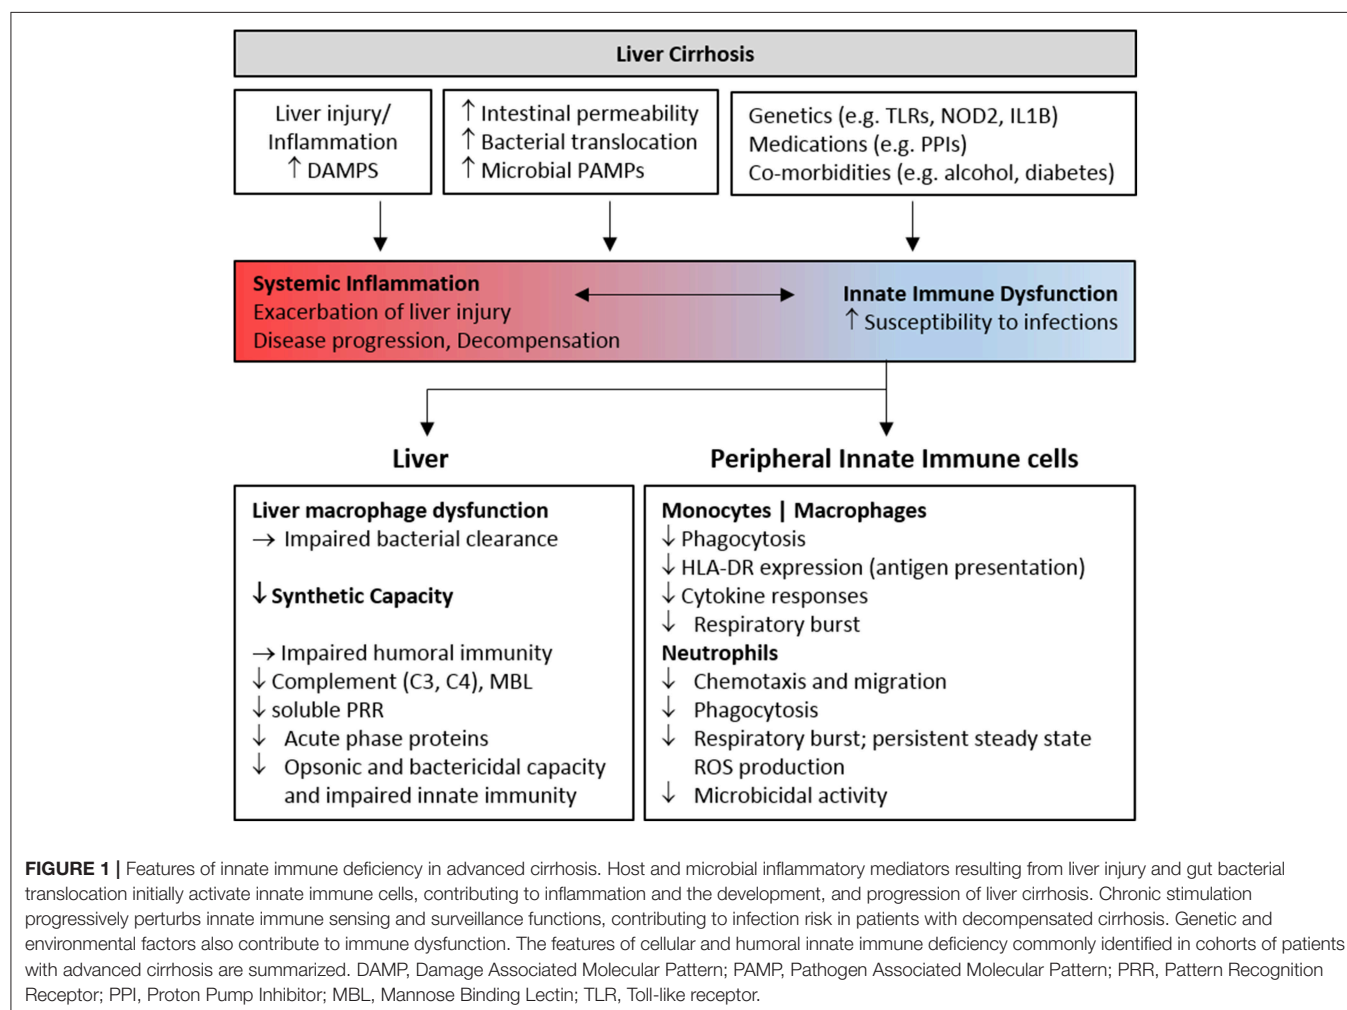 Liver Cirrhosis
Liver injury/
Inflammation
↑ DAMPS
↑ Intestinal permeability
↑ Bacterial translocation
↑ Microbial PAMPs
Genetics (e.g. TLRs, NOD2, IL1B)
Medications (e.g. PPIs)
Co-morbidities (e.g. alcohol, diabetes)
Systemic Inflammation
Exacerbation of liver injury
Disease progression, Decompensation
Innate Immune Dysfunction
↑ Susceptibility to infections
Liver
Liver macrophage dysfunction
→ Impaired bacterial clearance
↓ Synthetic Capacity
→ Impaired humoral immunity
↓ Complement (C3, C4), MBL
↓ soluble PRR
↓ Acute phase proteins
↓ Opsonic and bactericidal capacity
and impaired innate immunity
Peripheral Innate Immune cells
Monocytes | Macrophages
↓ Phagocytosis
↓ HLA-DR expression (antigen presentation)
↓ Cytokine responses
↓ Respiratory burst
Neutrophils
↓ Chemotaxis and migration
↓ Phagocytosis
↓ Respiratory burst; persistent steady state
ROS production
↓ Microbicidal activity
FIGURE 1 | Features of innate immune deficiency in advanced cirrhosis. Host and microbial inflammatory mediators resulting from liver injury and gut bacterial
translocation initially activate innate immune cells, contributing to inflammation and the development, and progression of liver cirrhosis. Chronic stimulation
progressively perturbs innate immune sensing and surveillance functions, contributing to infection risk in patients with decompensated cirrhosis. Genetic and
environmental factors also contribute to immune dysfunction. The features of cellular and humoral innate immune deficiency commonly identified in cohorts of patients
with advanced cirrhosis are summarized. DAMP, Damage Associated Molecular Pattern; PAMP, Pathogen Associated Molecular Pattern; PRR, Pattern Recognition
Receptor; PPI, Proton Pump Inhibitor; MBL, Mannose Binding Lectin; TLR, Toll-like receptor.